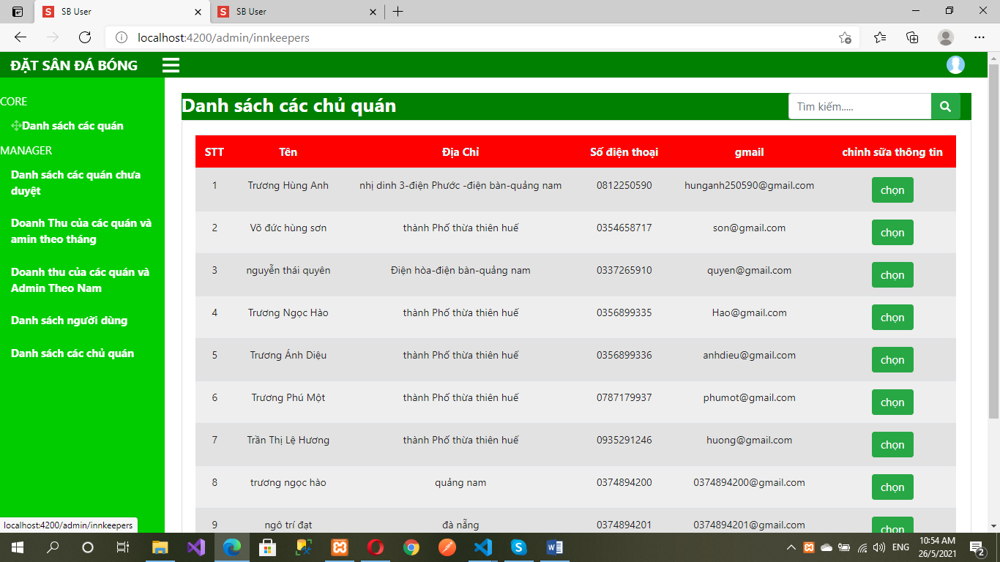 SB User
SB User
localhost:4200/admin/innkeepers
ĐẶT SÂN ĐÁ BÓNG
CORE
Danh sách các quán
MANAGER
Danh sách các quán chưa
duyệt
Doanh Thu của các quán và
amin theo tháng
Doanh thu của các quán và
Admin Theo Nam
Danh sách người dùng
Danh sách các chủ quán
Danh sách các chủ quán
Tìm kiếm.....
STT Tên Địa Chỉ Số điện thoại gmail chỉnh sữa thông tin
1 Trương Hùng Anh nhị dinh 3-điện Phước -điện bàn-quảng nam 0812250590 hunganh250590@gmail.com chọn
2 Võ đức hùng sơn thành Phố thừa thiên huế 0354658717 son@gmail.com chọn
3 nguyễn thái quyên Điện hòa-điện bàn-quảng nam 0337265910 quyen@gmail.com chọn
4 Trương Ngọc Hào thành Phố thừa thiên huế 0356899335 Hao@gmail.com chọn
5 Trương Ánh Diệu thành Phố thừa thiên huế 0356899336 anhdieu@gmail.com chọn
6 Trương Phú Một thành Phố thừa thiên huế 0787179937 phumot@gmail.com chọn
7 Trần Thị Lệ Hương thành Phố thừa thiên huế 0935291246 huong@gmail.com chọn
8 trương ngọc hào quảng nam 0374894200 0374894200@gmail.com chọn
9 ngô trí đạt đà nẵng 0374894201 0374894201@gmail.com chọn
localhost:4200/admin/innkeepers
ENG
10:54 AM
26/5/2021
2